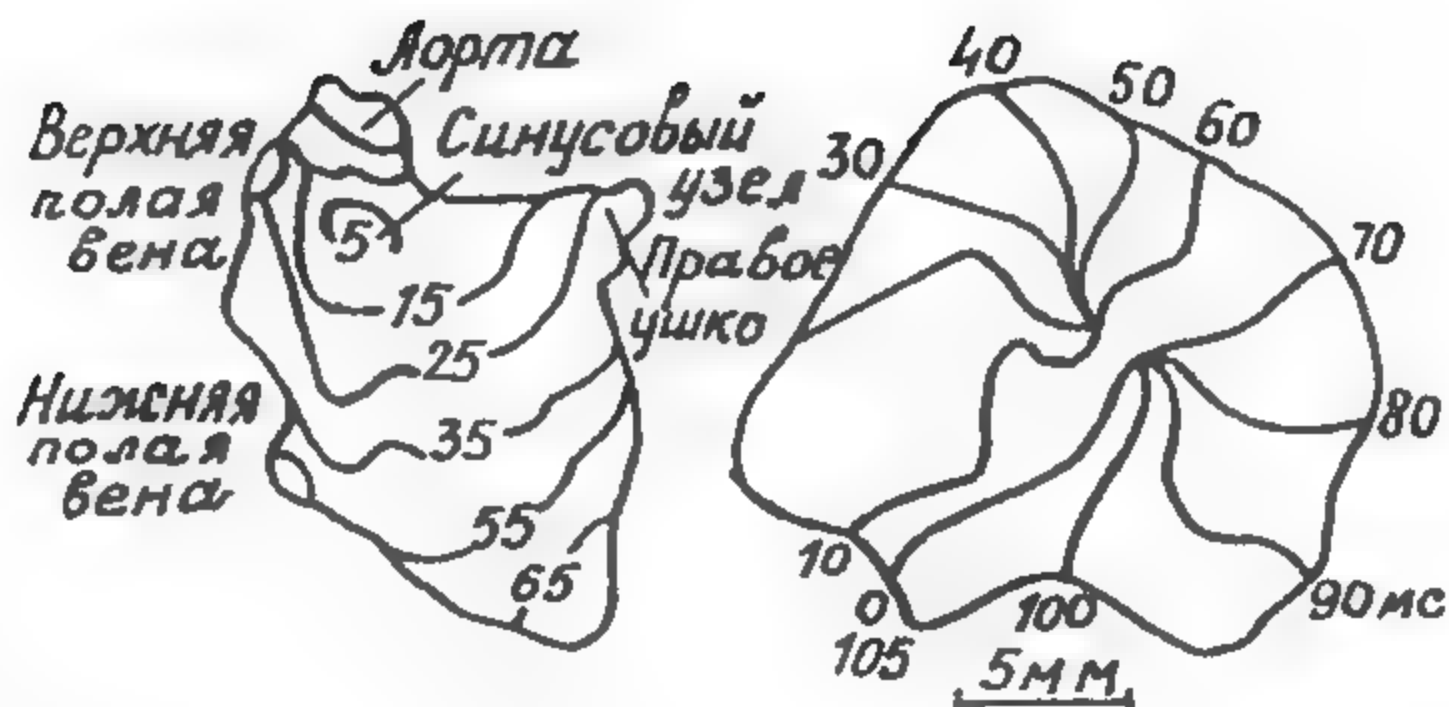 Аорта
Верхняя
полая
вена
Синусовый
узел
5
Правое
ушко
15
25
Нижняя
полая
вена
35
55
65
30
40
50
60
70
80
90 мс
100
10
0
105
5 мм